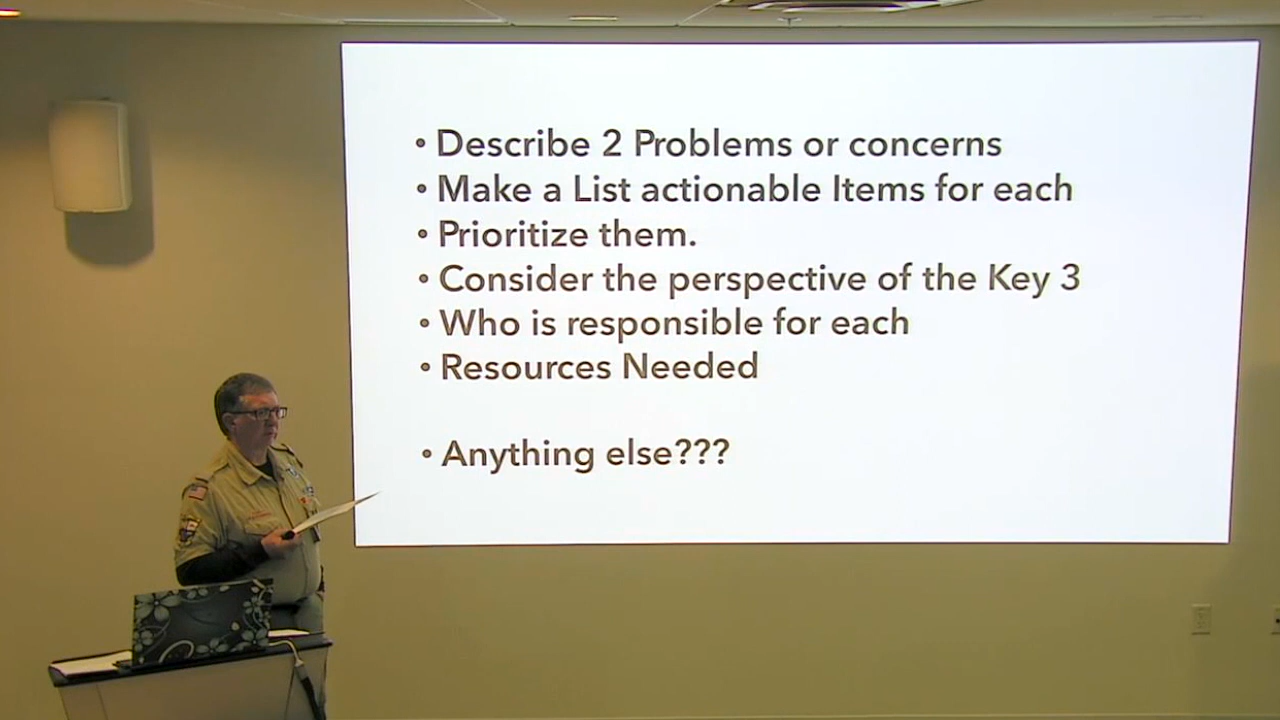 • Describe 2 Problems or concerns
• Make a List actionable Items for each
• Prioritize them.
• Consider the perspective of the Key 3
• Who is responsible for each
• Resources Needed
• Anything else???